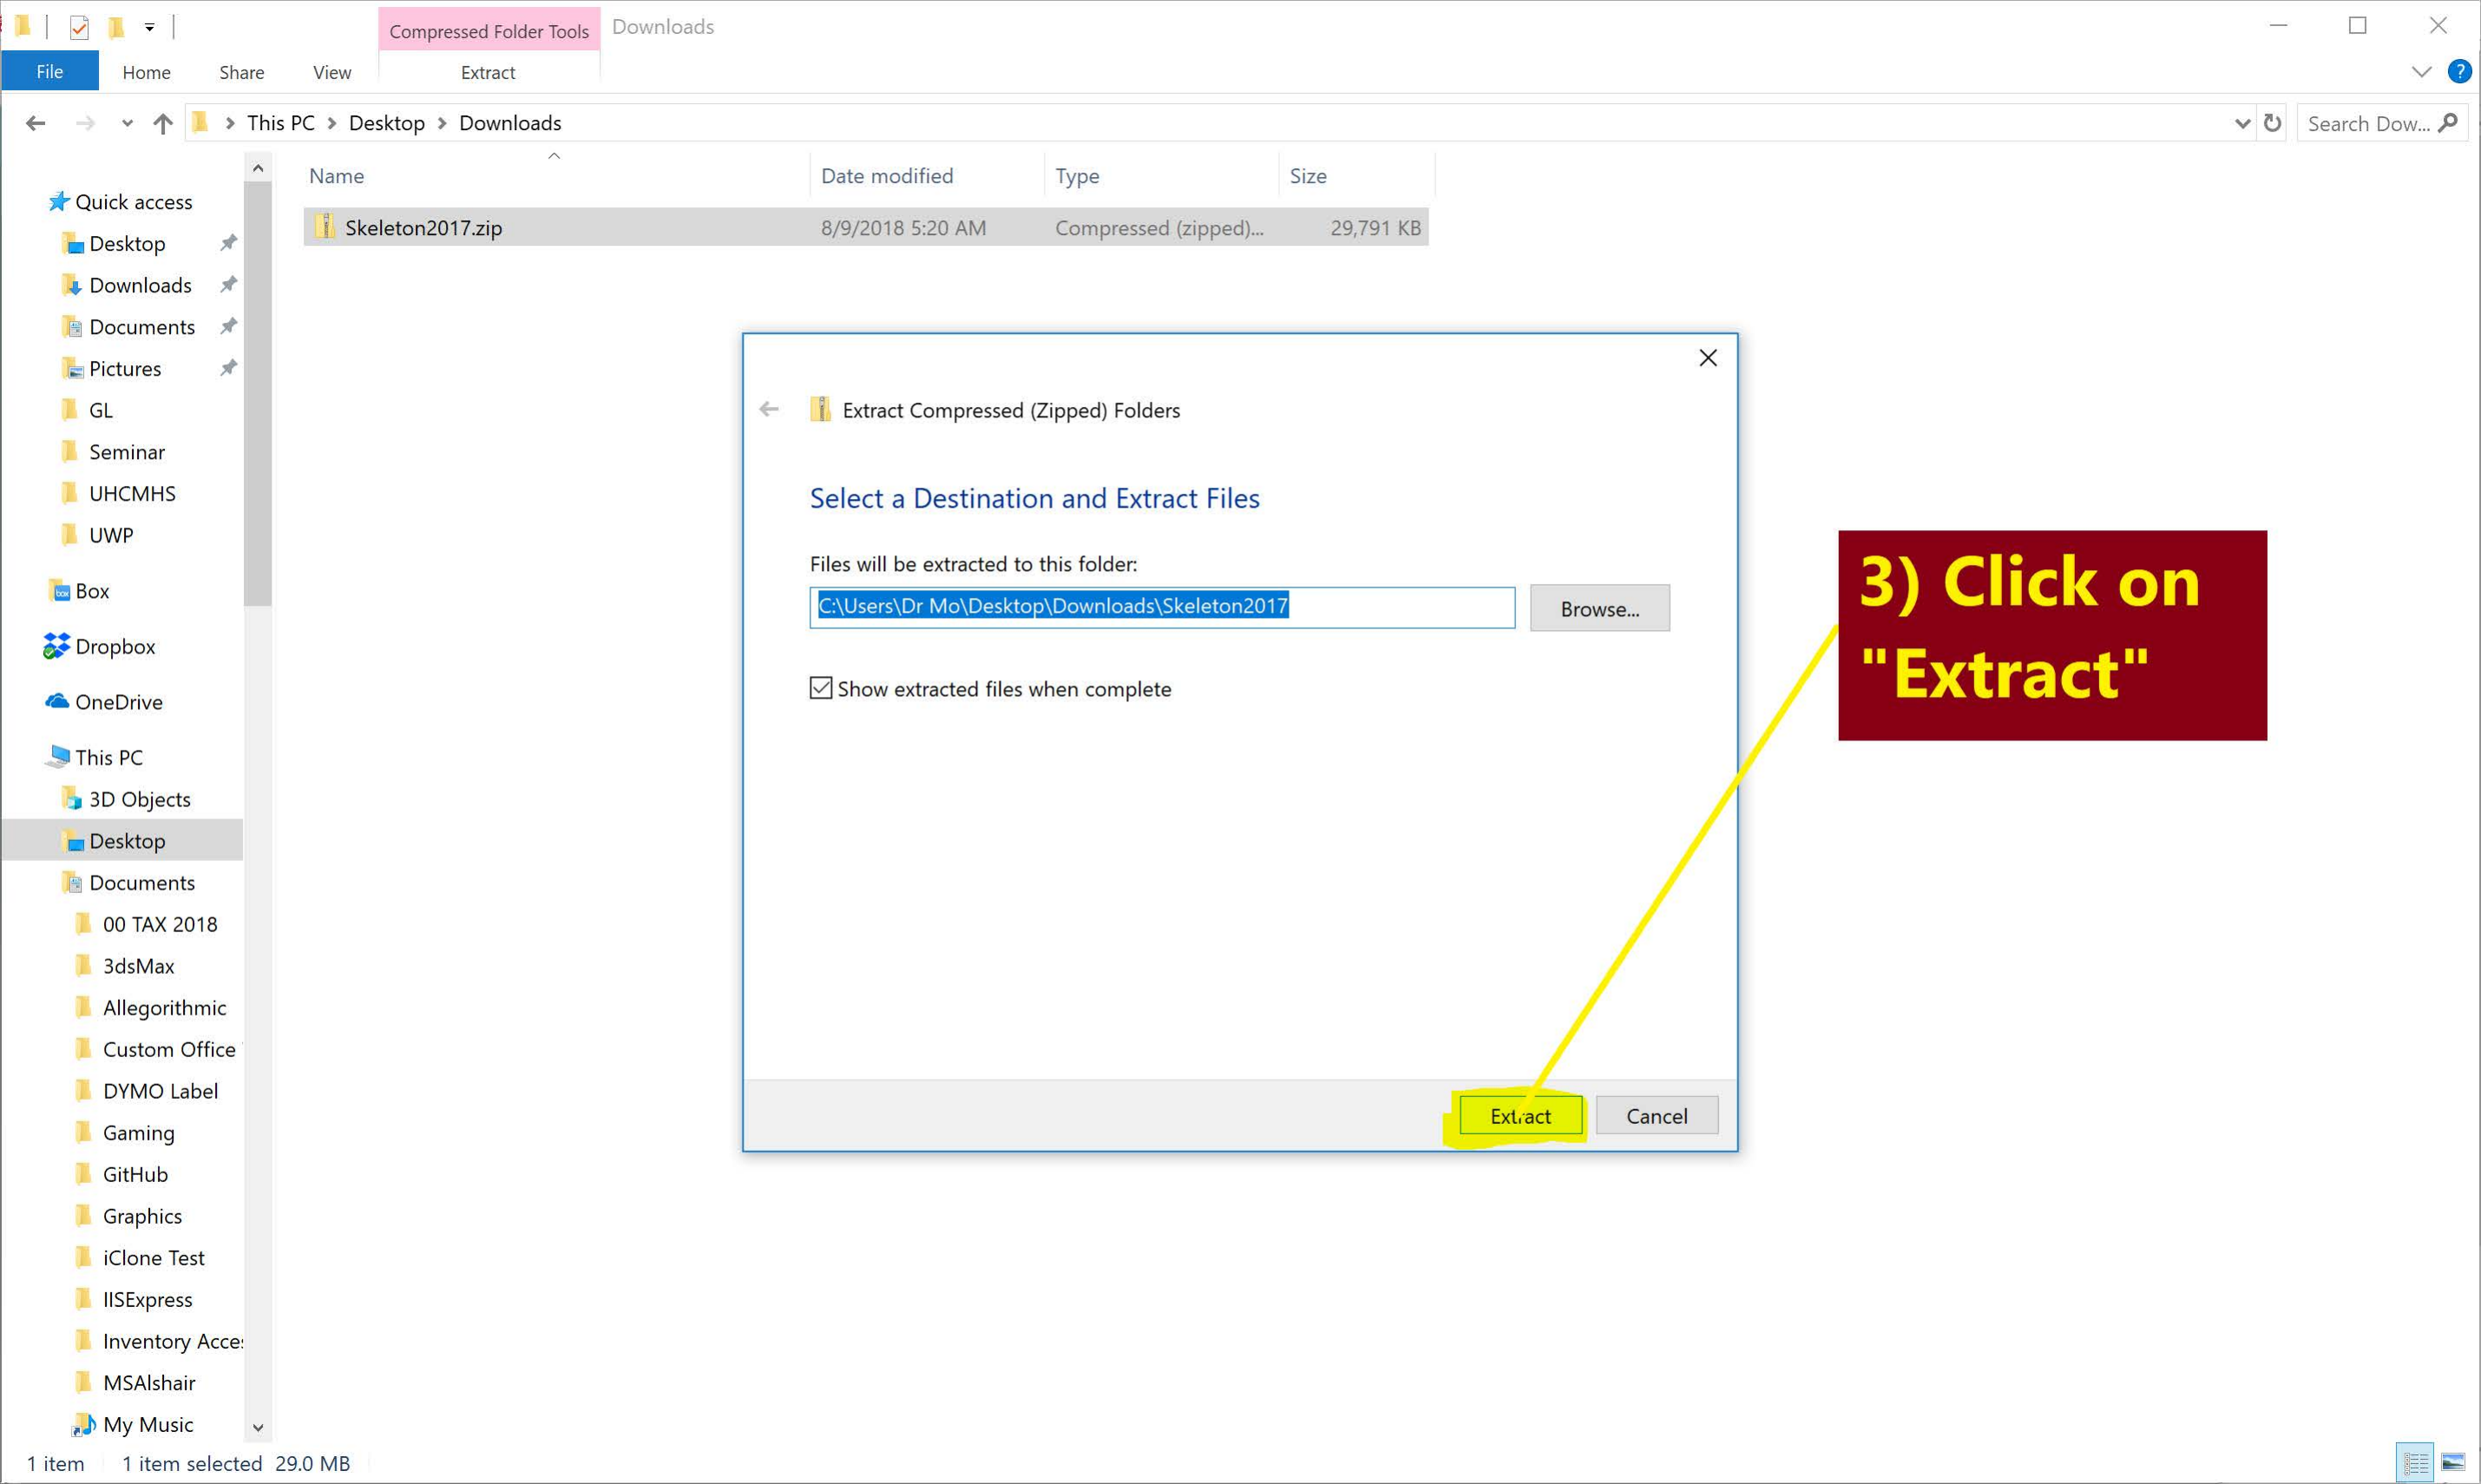 Compressed Folder Tools
Downloads
File
Home
Share
View
Extract
?
This PC
Desktop
Downloads
Search Dow...
Name
Date modified
Type
Size
Skeleton2017.zip
8/9/2018 5:20 AM
Compressed (zipped)...
29,791 KB
Quick access
Desktop
Downloads
Documents
Pictures
GL
Seminar
UHCMHS
UWP
box
Box
Dropbox
OneDrive
This PC
3D Objects
Desktop
Documents
00 TAX 2018
3dsMax
Allegorithmic
Custom Office
DYMO Label
Gaming
GitHub
Graphics
iClone Test
IISExpress
Inventory Acce
MSAlshair
My Music
Extract Compressed (Zipped) Folders
Select a Destination and Extract Files
Files will be extracted to this folder:
C:\Users\Dr Mo\Desktop\Downloads\Skeleton2017
Browse...
Show extracted files when complete
Extract
Cancel
3) Click on
"Extract"
1 item
1 item selected
29.0 MB